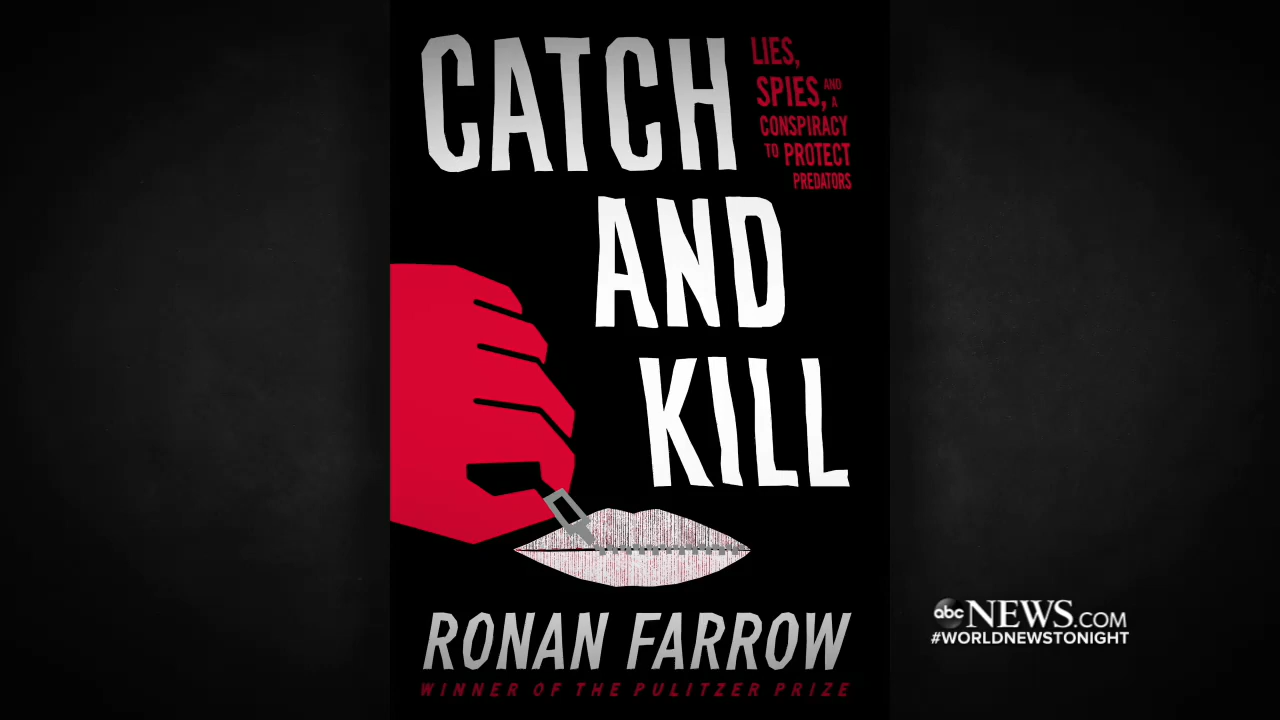 CATCH
AND
KILL
LIES,
SPIES, AND A
CONSPIRACY
TO PROTECT
PREDATORS
RONAN FARROW
WINNER OF THE PULITZER PRIZE
abc NEWS.COM
#WORLDNEWSTONIGHT